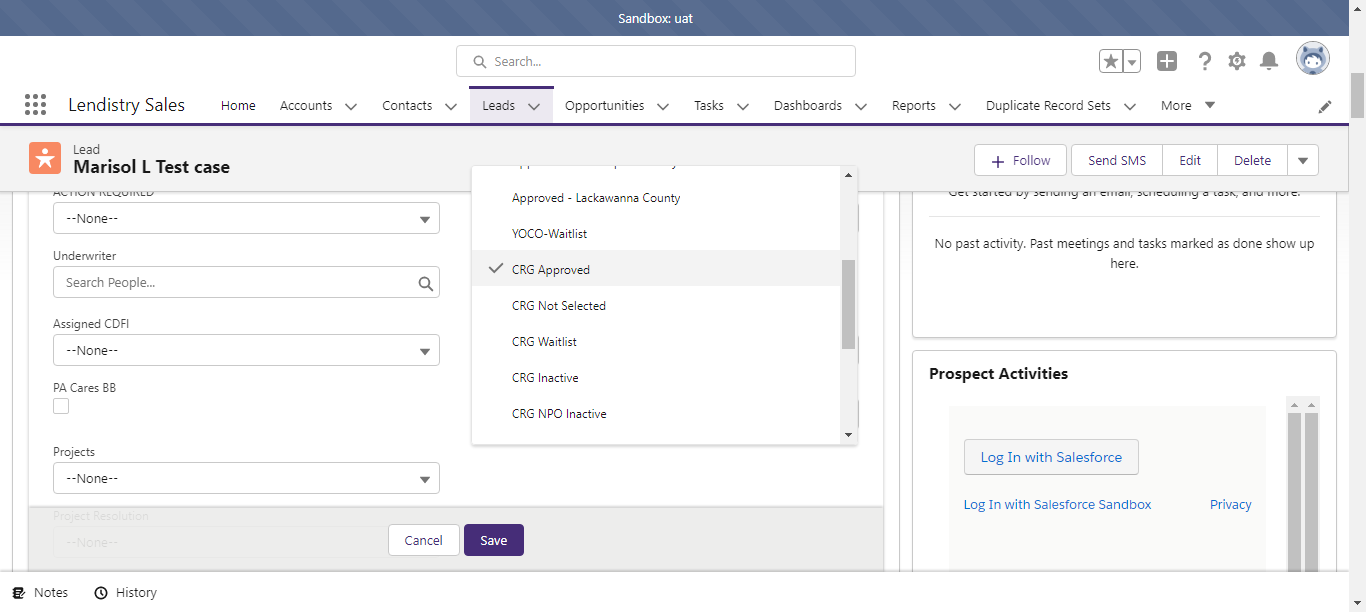 Sandbox: uat
Search...
Lendistry Sales
Home
Accounts
Contacts
Leads
Opportunities
Tasks
Dashboards
Reports
Duplicate Record Sets
More
Lead
Marisol L Test case
Follow
Send SMS
Edit
Delete
ACTION REQUIRED
--None--
Underwriter
Search People...
Assigned CDFI
--None--
PA Cares BB
Projects
--None--
Project Resolution
--None--
Approved - Lackawanna County
YOCO-Waitlist
CRG Approved
CRG Not Selected
CRG Waitlist
CRG Inactive
CRG NPO Inactive
Cancel
Save
Get started by sending an email, scheduling a task, and more.
No past activity. Past meetings and tasks marked as done show up
here.
Prospect Activities
Log In with Salesforce
Log In with Salesforce Sandbox
Privacy
Notes
History